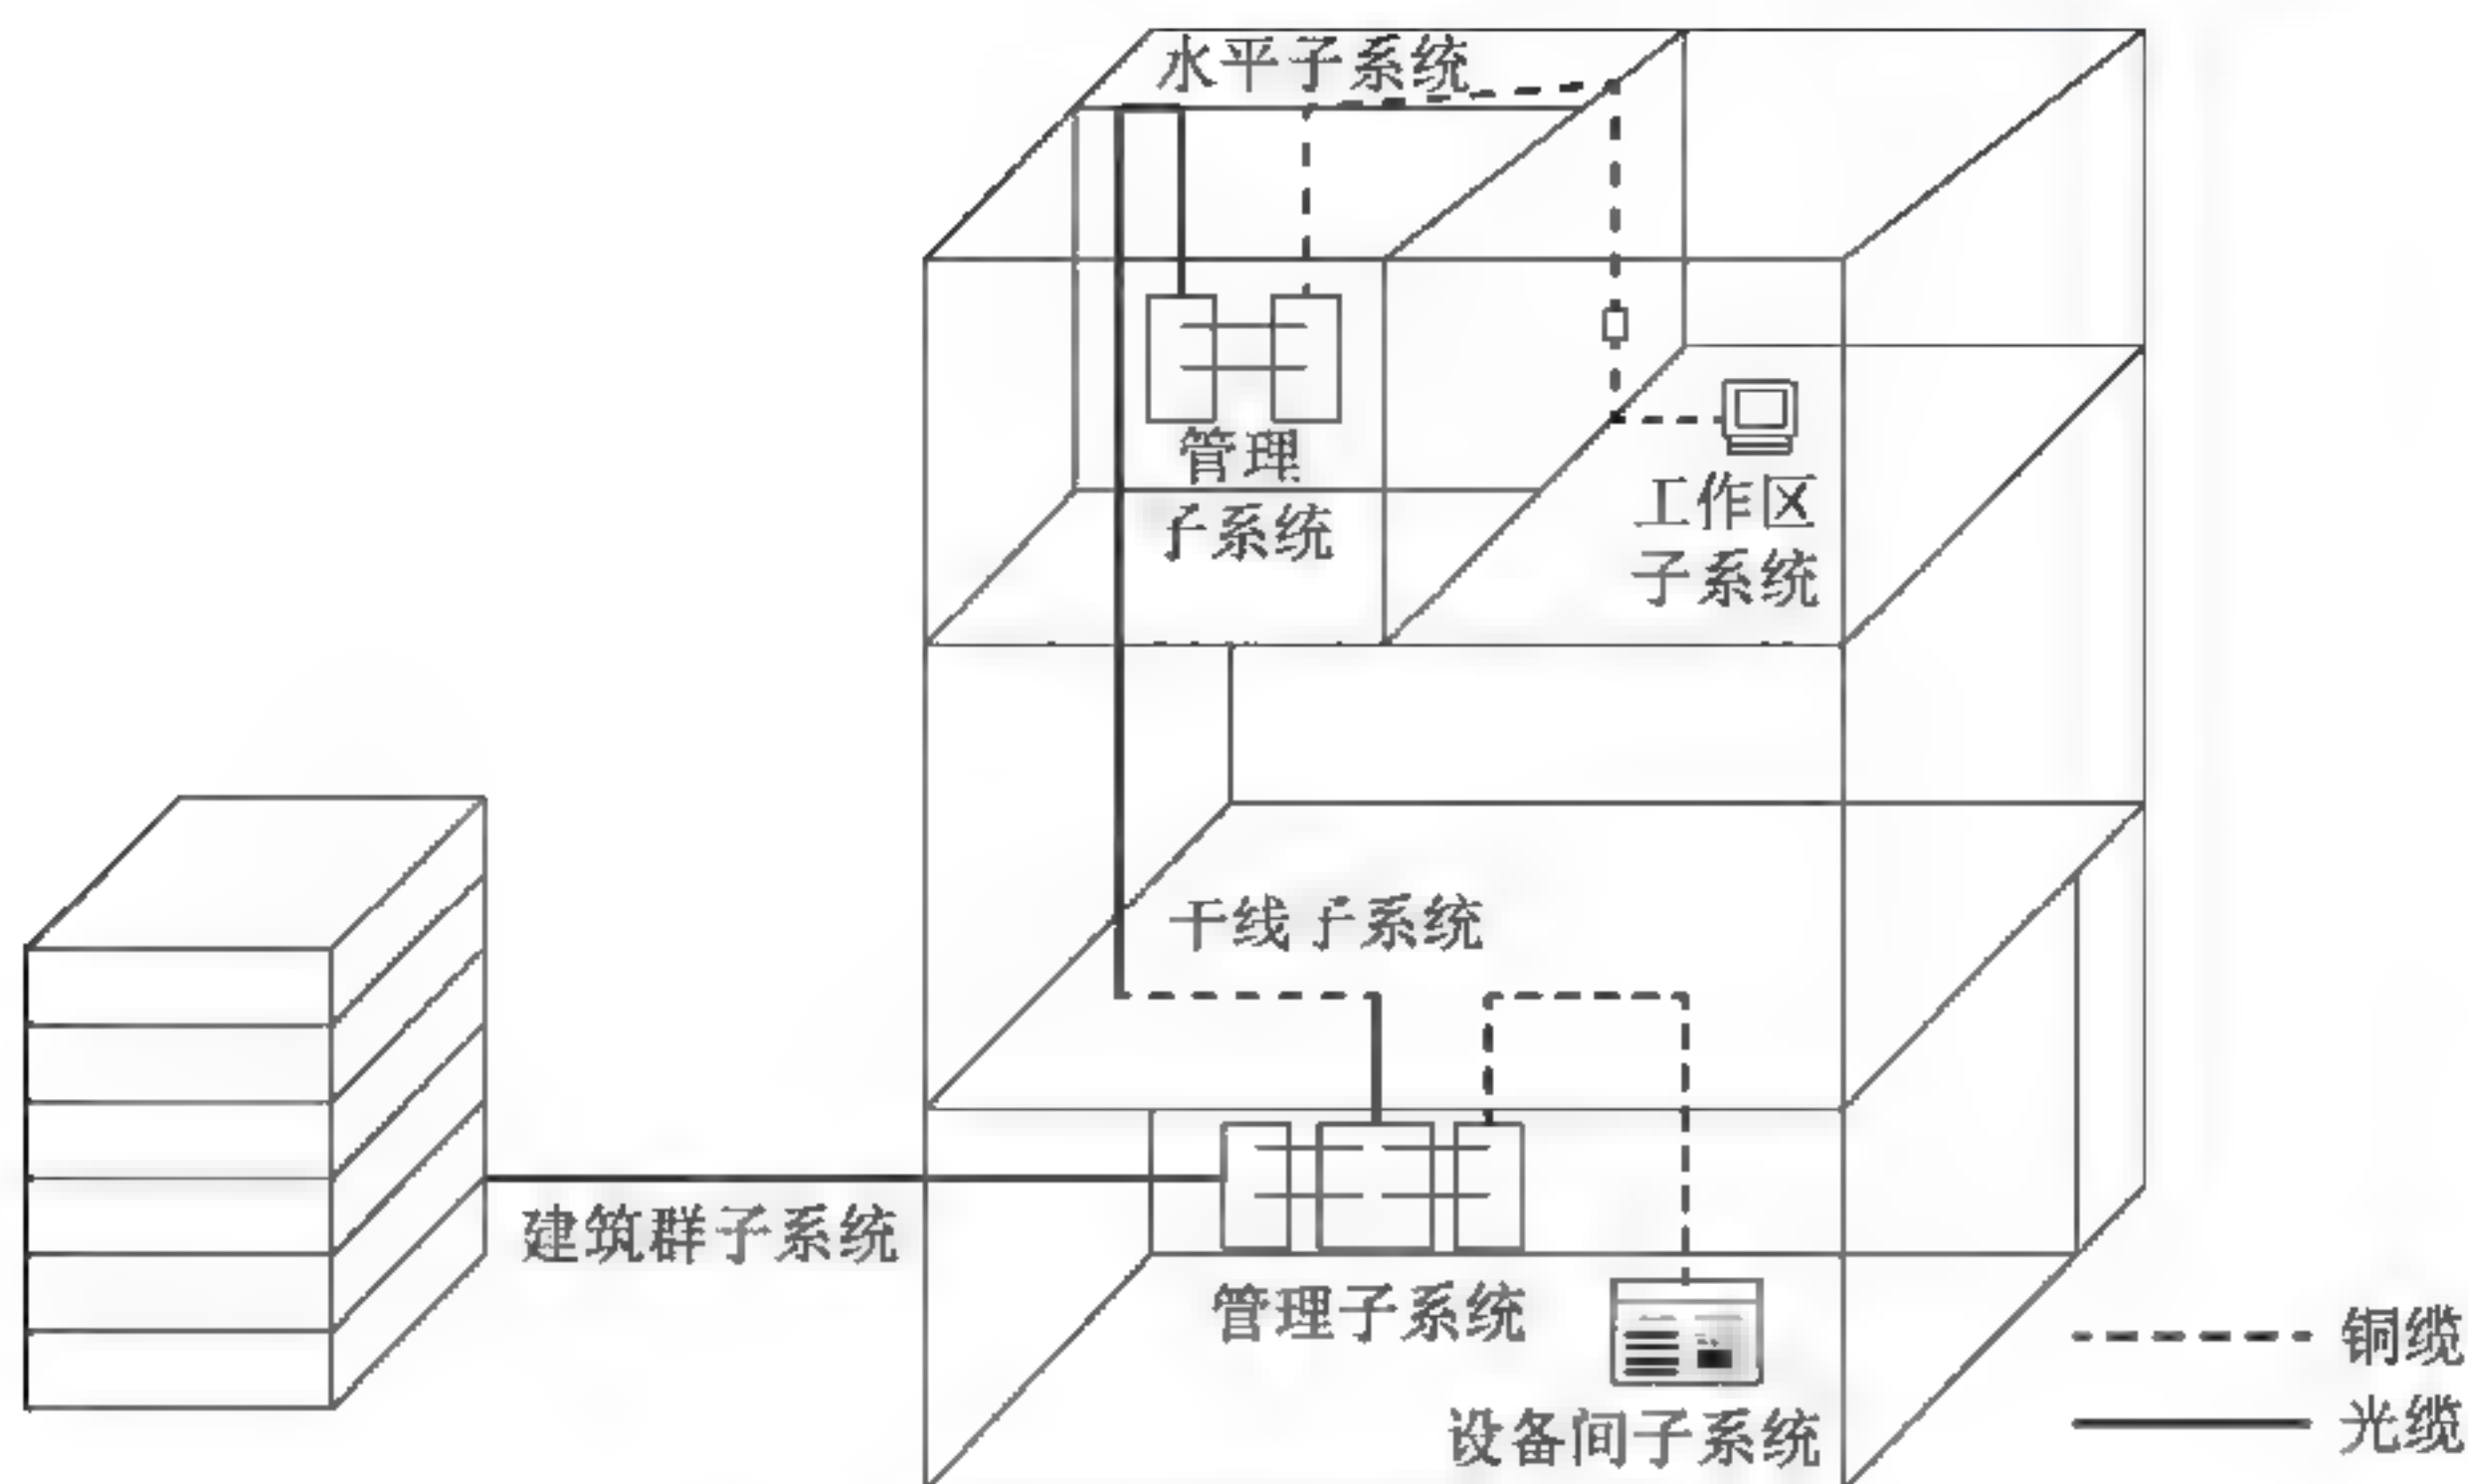 水平子系统
管理
子系统
工作区
子系统
干线子系统
建筑群子系统
管理子系统
设备间子系统
铜缆
光缆